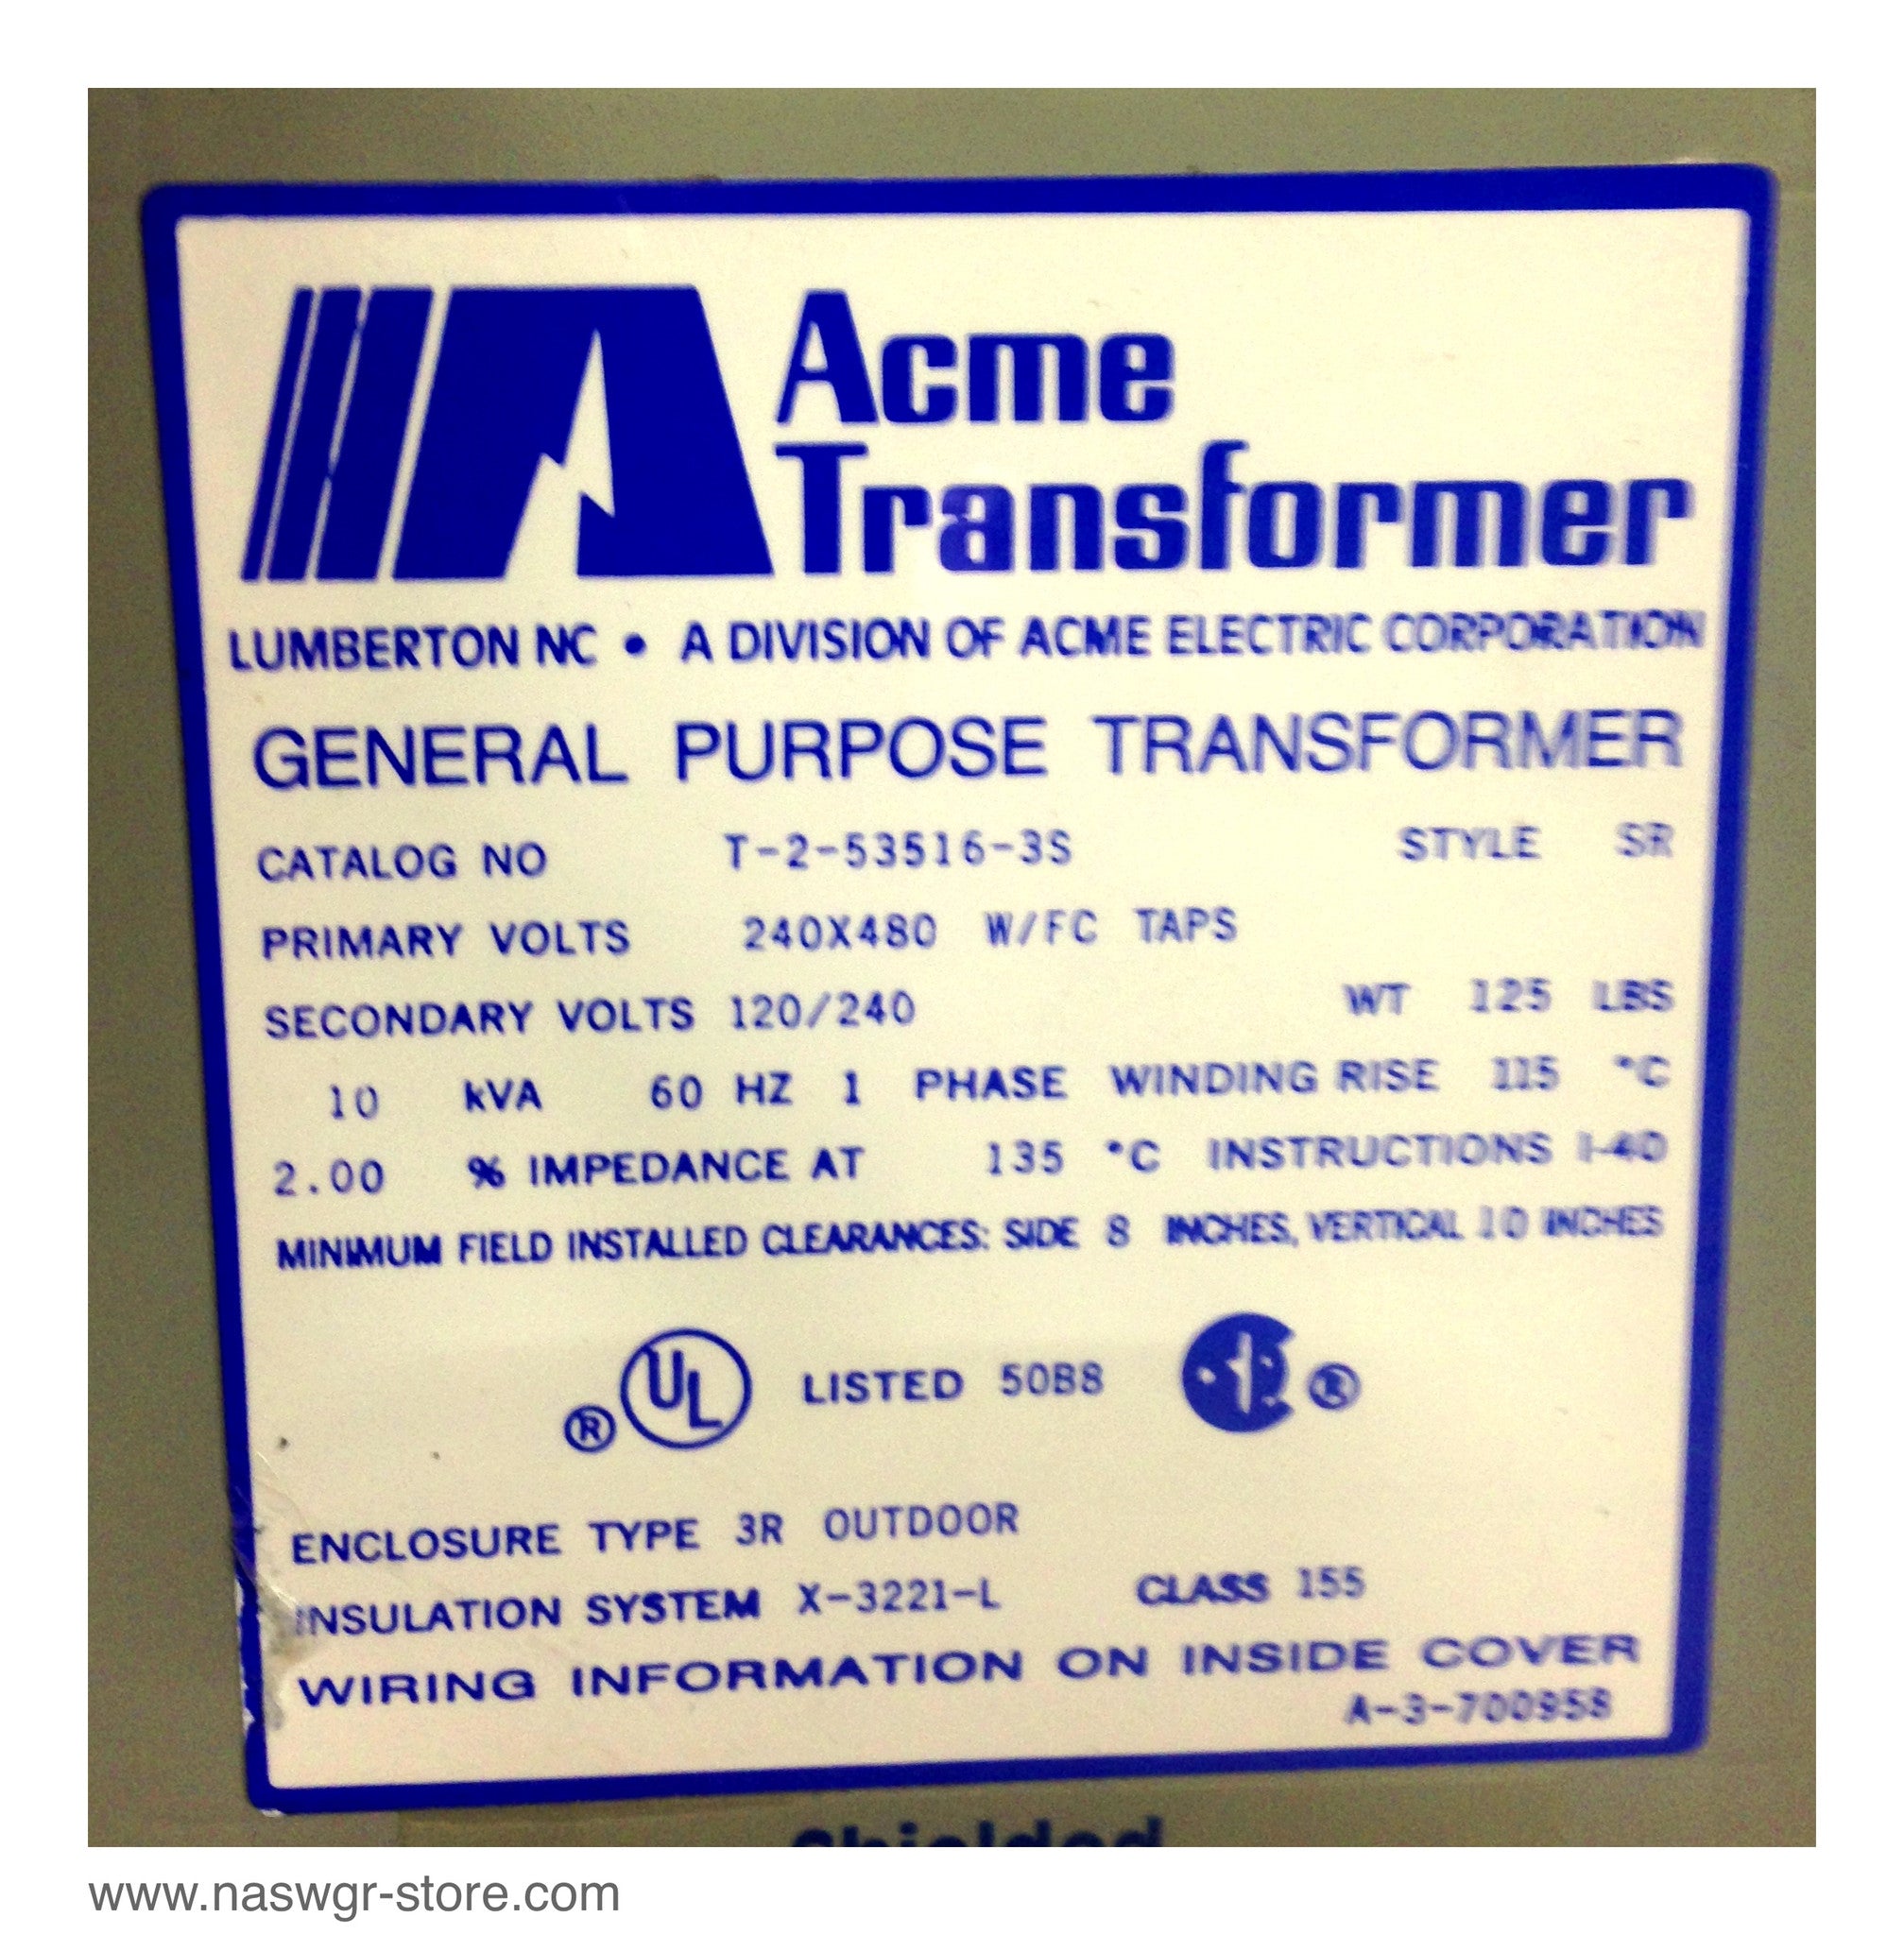 Acme
Transformer
LUMBERTON NC • A DIVISION OF ACME ELECTRIC CORPORATION
GENERAL PURPOSE TRANSFORMER
CATALOG NO T-2-53516-3S STYLE SR
PRIMARY VOLTS 240X480 W/FC TAPS
SECONDARY VOLTS 120/240 WT 125 LBS
10 kVA 60 HZ 1 PHASE WINDING RISE 115 °C
2.00 % IMPEDANCE AT 135 °C INSTRUCTIONS I-40
MINIMUM FIELD INSTALLED CLEARANCES: SIDE 8 INCHES, VERTICAL 10 INCHES
® UL LISTED 50B8 ®
ENCLOSURE TYPE 3R OUTDOOR
INSULATION SYSTEM X-3221-L CLASS 155
WIRING INFORMATION ON INSIDE COVER
A-3-700958
Shielded
www.naswgr-store.com